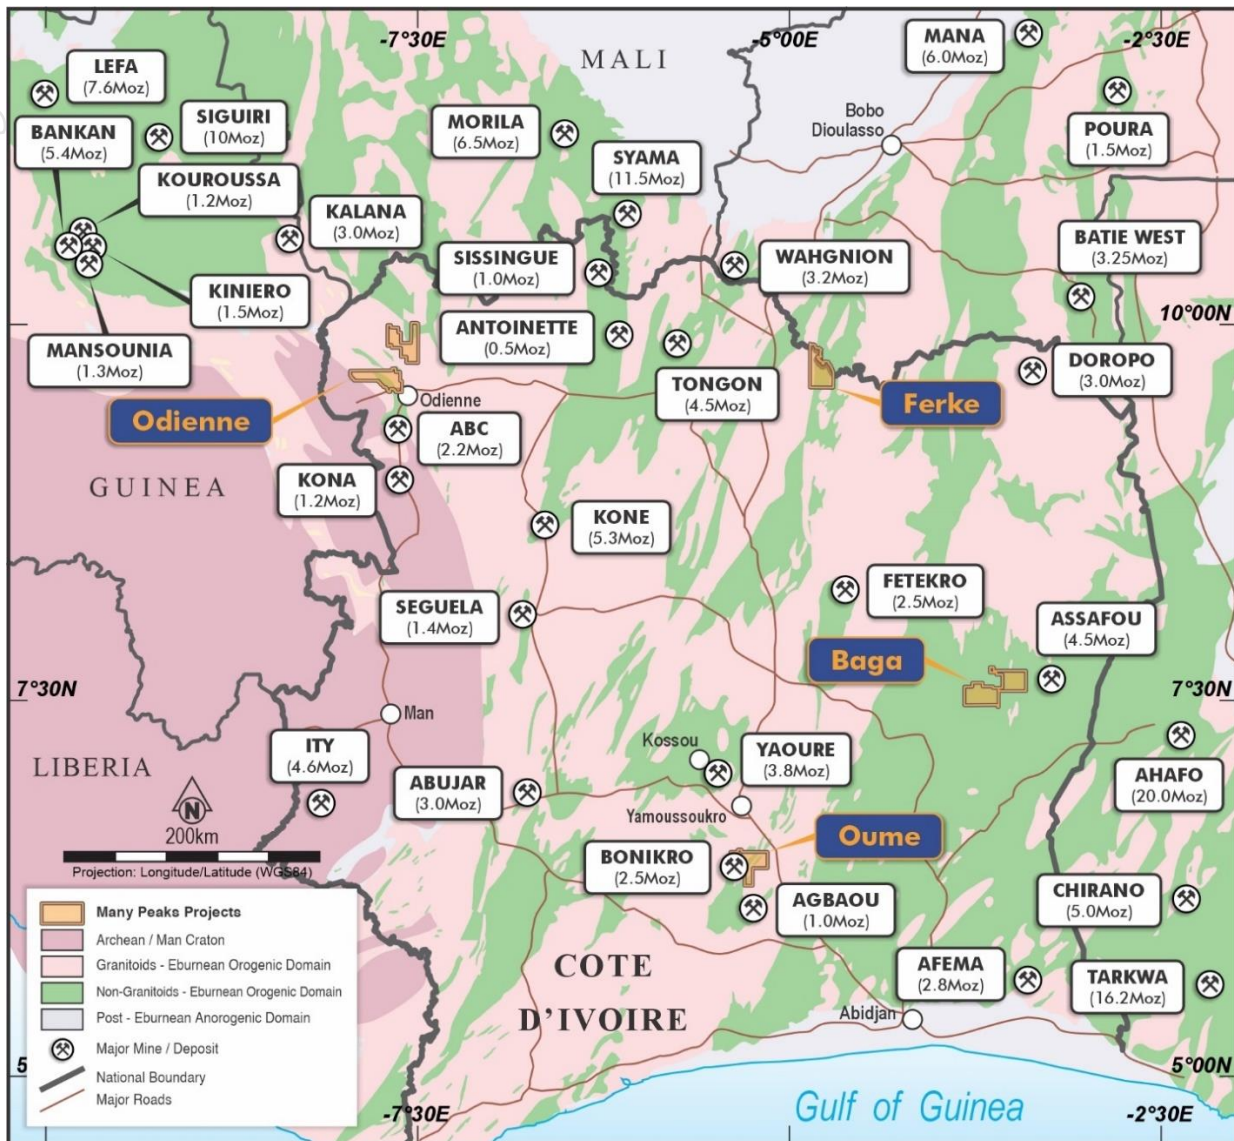 -7°30E
-5°00E
-2°30E
MALI
MANA
(6.0Moz)
LEFA
(7.6Moz)
SIGUIRI
(10Moz)
BANKAN
(5.4Moz)
MORILA
(6.5Moz)
Bobo
Dioulasso
POURA
(1.5Moz)
KOUROUSSA
(1.2Moz)
SYAMA
(11.5Moz)
KALANA
(3.0Moz)
SISSINGUE
(1.0Moz)
WAHGNION
(3.2Moz)
BATIE WEST
(3.25Moz)
KINIERO
(1.5Moz)
10°00N
MANSOUNIA
(1.3Moz)
ANTOINETTE
(0.5Moz)
TONGON
(4.5Moz)
DOROPO
(3.0Moz)
Odienne
Odienne
Ferke
ABC
(2.2Moz)
GUINEA
KONA
(1.2Moz)
KONE
(5.3Moz)
FETEKRO
(2.5Moz)
SEGUELA
(1.4Moz)
ASSAFOU
(4.5Moz)
Baga
7°30N
7°30N
Man
LIBERIA
ITY
(4.6Moz)
Kossou
YAOURE
(3.8Moz)
ABUJAR
(3.0Moz)
AHAFO
(20.0Moz)
Yamoussoukro
N
200km
Projection: Longitude/Latitude (WGS84)
Oume
BONIKRO
(2.5Moz)
AGBAOU
(1.0Moz)
CHIRANO
(5.0Moz)
Many Peaks Projects
Archean / Man Craton
Granitoids - Eburnean Orogenic Domain
Non-Granitoids - Eburnean Orogenic Domain
Post - Eburnean Anorogenic Domain
Major Mine / Deposit
National Boundary
Major Roads
COTE
D'IVOIRE
AFEMA
(2.8Moz)
TARKWA
(16.2Moz)
Abidjan
5
5°00N
Gulf of Guinea
-7°30E
-2°30E